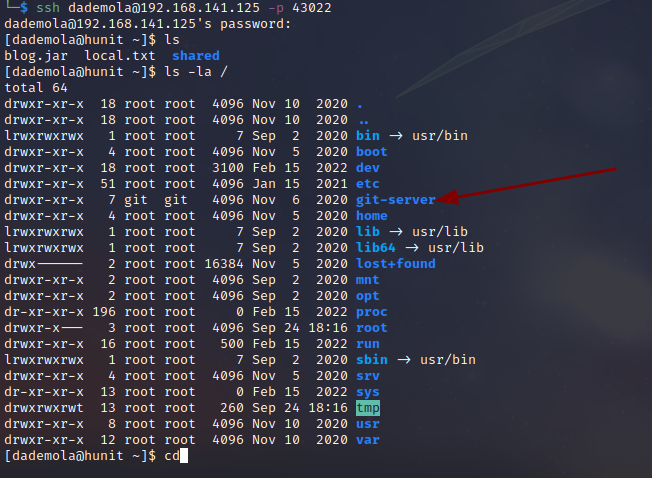 └─$ ssh dademola@192.168.141.125 -p 43022
dademola@192.168.141.125's password:
[dademola@hunit ~]$ ls
blog.jar  local.txt  shared
[dademola@hunit ~]$ ls -la /
total 64
drwxr-xr-x  18 root root  4096 Nov 10  2020 .
drwxr-xr-x  18 root root  4096 Nov 10  2020 ..
lrwxrwxrwx   1 root root     7 Sep  2  2020 bin -> usr/bin
drwxr-xr-x   4 root root  4096 Nov  5  2020 boot
drwxr-xr-x  18 root root  3100 Feb 15  2022 dev
drwxr-xr-x  51 root root  4096 Jan 15  2021 etc
drwxr-xr-x   7 git  git   4096 Nov  6  2020 git-server
drwxr-xr-x   4 root root  4096 Nov  5  2020 home
lrwxrwxrwx   1 root root     7 Sep  2  2020 lib -> usr/lib
lrwxrwxrwx   1 root root     7 Sep  2  2020 lib64 -> usr/lib
drwx------   2 root root 16384 Nov  5  2020 lost+found
drwxr-xr-x   2 root root  4096 Sep  2  2020 mnt
drwxr-xr-x   2 root root  4096 Sep  2  2020 opt
dr-xr-xr-x 196 root root     0 Feb 15  2022 proc
drwxr-x---   3 root root  4096 Sep 24 18:16 root
drwxr-xr-x  16 root root   500 Feb 15  2022 run
lrwxrwxrwx   1 root root     7 Sep  2  2020 sbin -> usr/bin
drwxr-xr-x   4 root root  4096 Nov  5  2020 srv
dr-xr-xr-x  13 root root     0 Feb 15  2022 sys
drwxrwxrwt  13 root root   260 Sep 24 18:16 tmp
drwxr-xr-x   8 root root  4096 Nov 10  2020 usr
drwxr-xr-x  12 root root  4096 Nov 10  2020 var
[dademola@hunit ~]$ cd